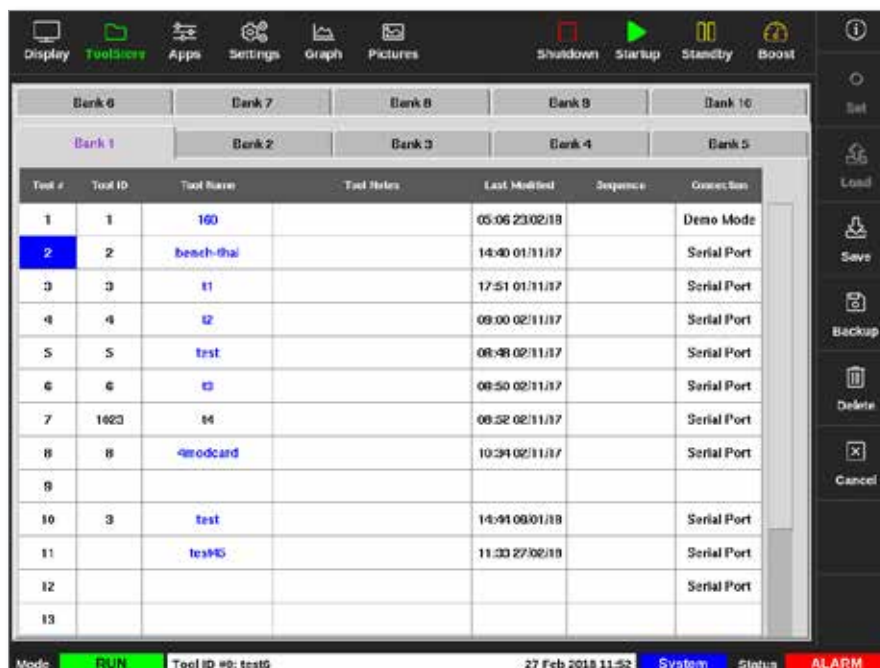 Display ToolStore Apps Settings Graph Pictures Shutdown Startup Standby Boost
Bank 6 Bank 7 Bank 8 Bank 9 Bank 10
Bank 1 Bank 2 Bank 3 Bank 4 Bank 5
Tool # Tool ID Tool Name Tool Notes Last Modified Sequence Connection
1 1 160 05:06 23/02/18 Demo Mode
2 2 bench-thai 14:40 01/11/17 Serial Port
3 3 t1 17:51 01/11/17 Serial Port
4 4 t2 09:00 02/11/17 Serial Port
5 5 test 08:48 02/11/17 Serial Port
6 6 t3 08:50 02/11/17 Serial Port
7 1023 t4 08:52 02/11/17 Serial Port
8 8 4modcard 10:34 02/11/17 Serial Port
9
10 3 test 14:44 Serial Port
11 test45 11:33 27/02/18 Serial Port
12 Serial Port
13
Set
Load
Save
Backup
Delete
Cancel
Mode RUN Tool ID #0: test6 27 Feb 2018 11:52 System Status ALARM